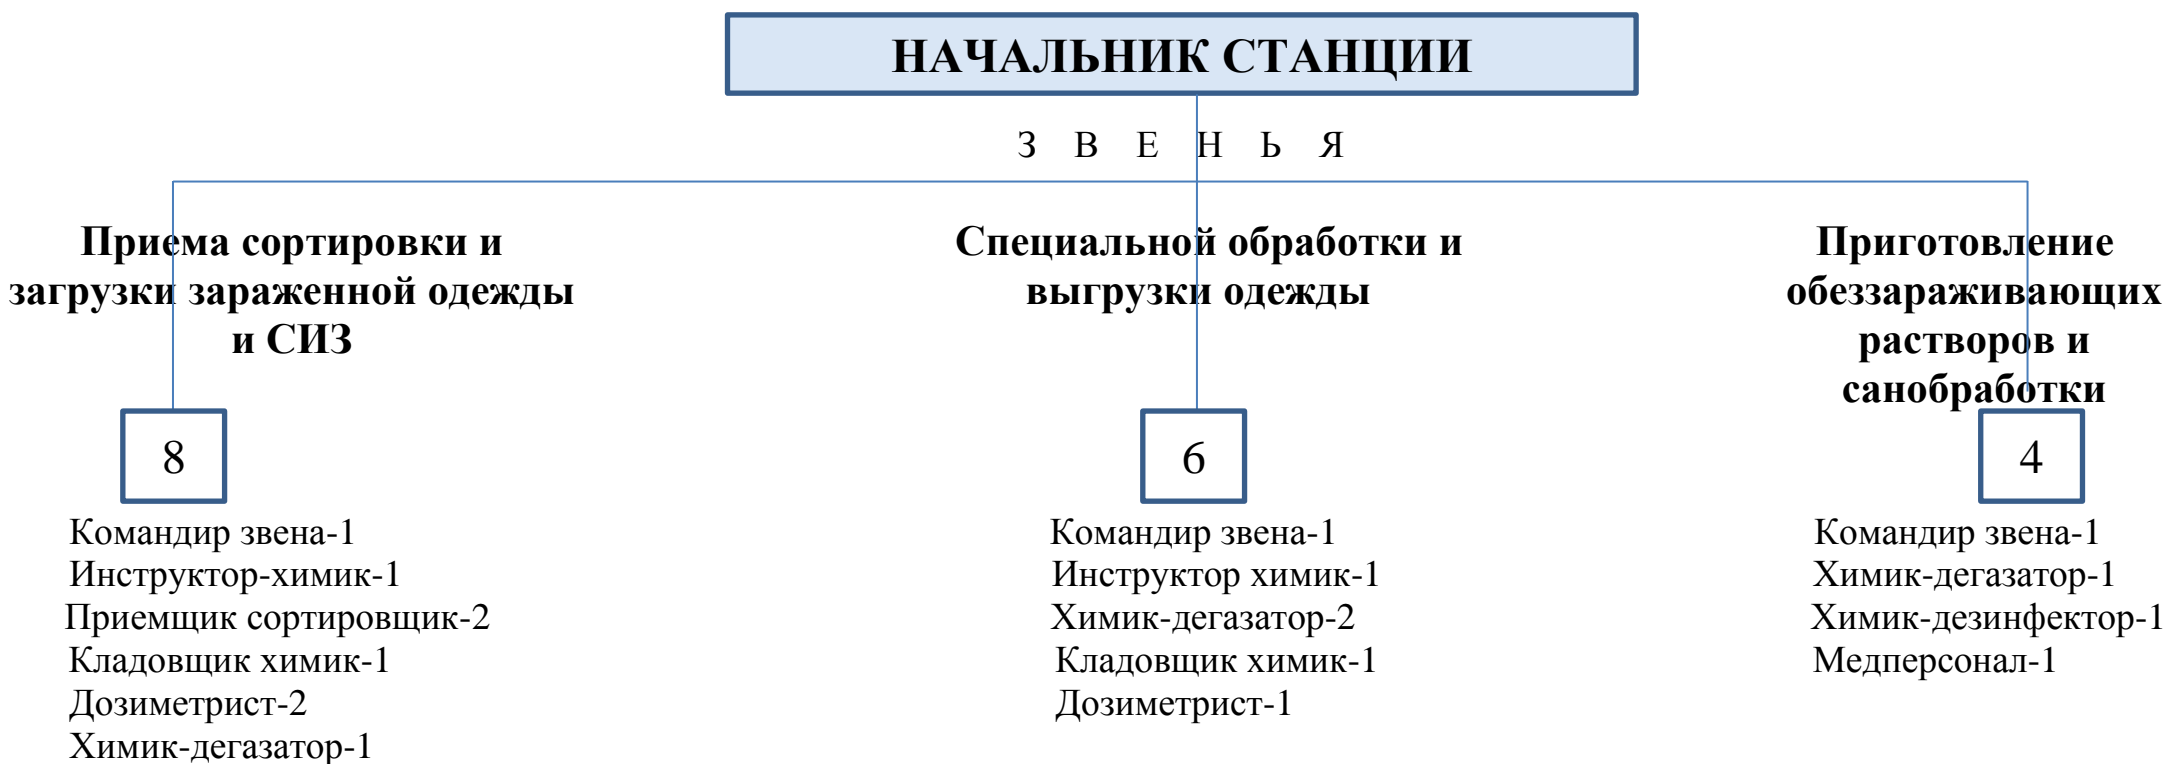 НАЧАЛЬНИК СТАНЦИИ
З В Е Н Ь Я
Приема сортировки и
загрузки зараженной одежды
и СИЗ
8
Командир звена-1
Инструктор-химик-1
Приемщик сортировщик-2
Кладовщик химик-1
Дозиметрист-2
Химик-дегазатор-1
Специальной обработки и
выгрузки одежды
6
Командир звена-1
Инструктор химик-1
Химик-дегазатор-2
Кладовщик химик-1
Дозиметрист-1
Приготовление
обеззараживающих
растворов и
санобработки
4
Командир звена-1
Химик-дегазатор-1
Химик-дезинфектор-1
Медперсонал-1